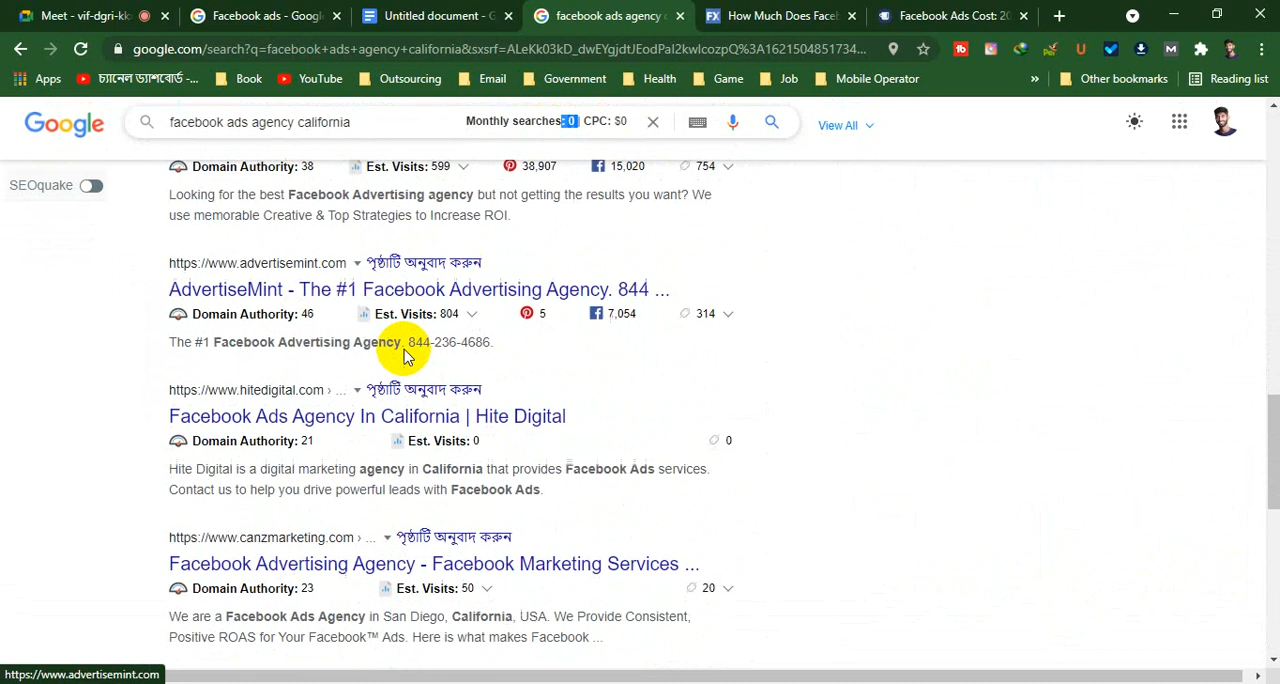 Meet - vif-dgri-kk
Facebook ads - Google
Untitled document - G
facebook ads agency c
How Much Does Faceb
Facebook Ads Cost: 20
google.com/search?q=facebook+ads+agency+california&sxsrf=ALeKk03kD_dwEYgjdtUEodPal2kwlcozpQ%3A1621504851734...
Apps
চ্যানেল ড্যাশবোর্ড -...
Book
YouTube
Outsourcing
Email
Government
Health
Game
Job
Mobile Operator
»
Other bookmarks
Reading list
Google
facebook ads agency california
Monthly searches: 0 CPC: $0
View All
SEOquake
Domain Authority: 38 Est. Visits: 599 38,907 15,020 754
Looking for the best Facebook Advertising agency but not getting the results you want? We
use memorable Creative & Top Strategies to Increase ROI.
https://www.advertisemint.com পৃষ্ঠাটি অনুবাদ করুন
AdvertiseMint - The #1 Facebook Advertising Agency. 844 ...
Domain Authority: 46 Est. Visits: 804 5 7,054 314
The #1 Facebook Advertising Agency. 844-236-4686.
https://www.hitedigital.com › ... পৃষ্ঠাটি অনুবাদ করুন
Facebook Ads Agency In California | Hite Digital
Domain Authority: 21 Est. Visits: 0 0
Hite Digital is a digital marketing agency in California that provides Facebook Ads services.
Contact us to help you drive powerful leads with Facebook Ads.
https://www.canzmarketing.com › ... পৃষ্ঠাটি অনুবাদ করুন
Facebook Advertising Agency - Facebook Marketing Services ...
Domain Authority: 23 Est. Visits: 50 20
We are a Facebook Ads Agency in San Diego, California, USA. We Provide Consistent,
Positive ROAS for Your Facebook™ Ads. Here is what makes Facebook ...
https://www.advertisemint.com